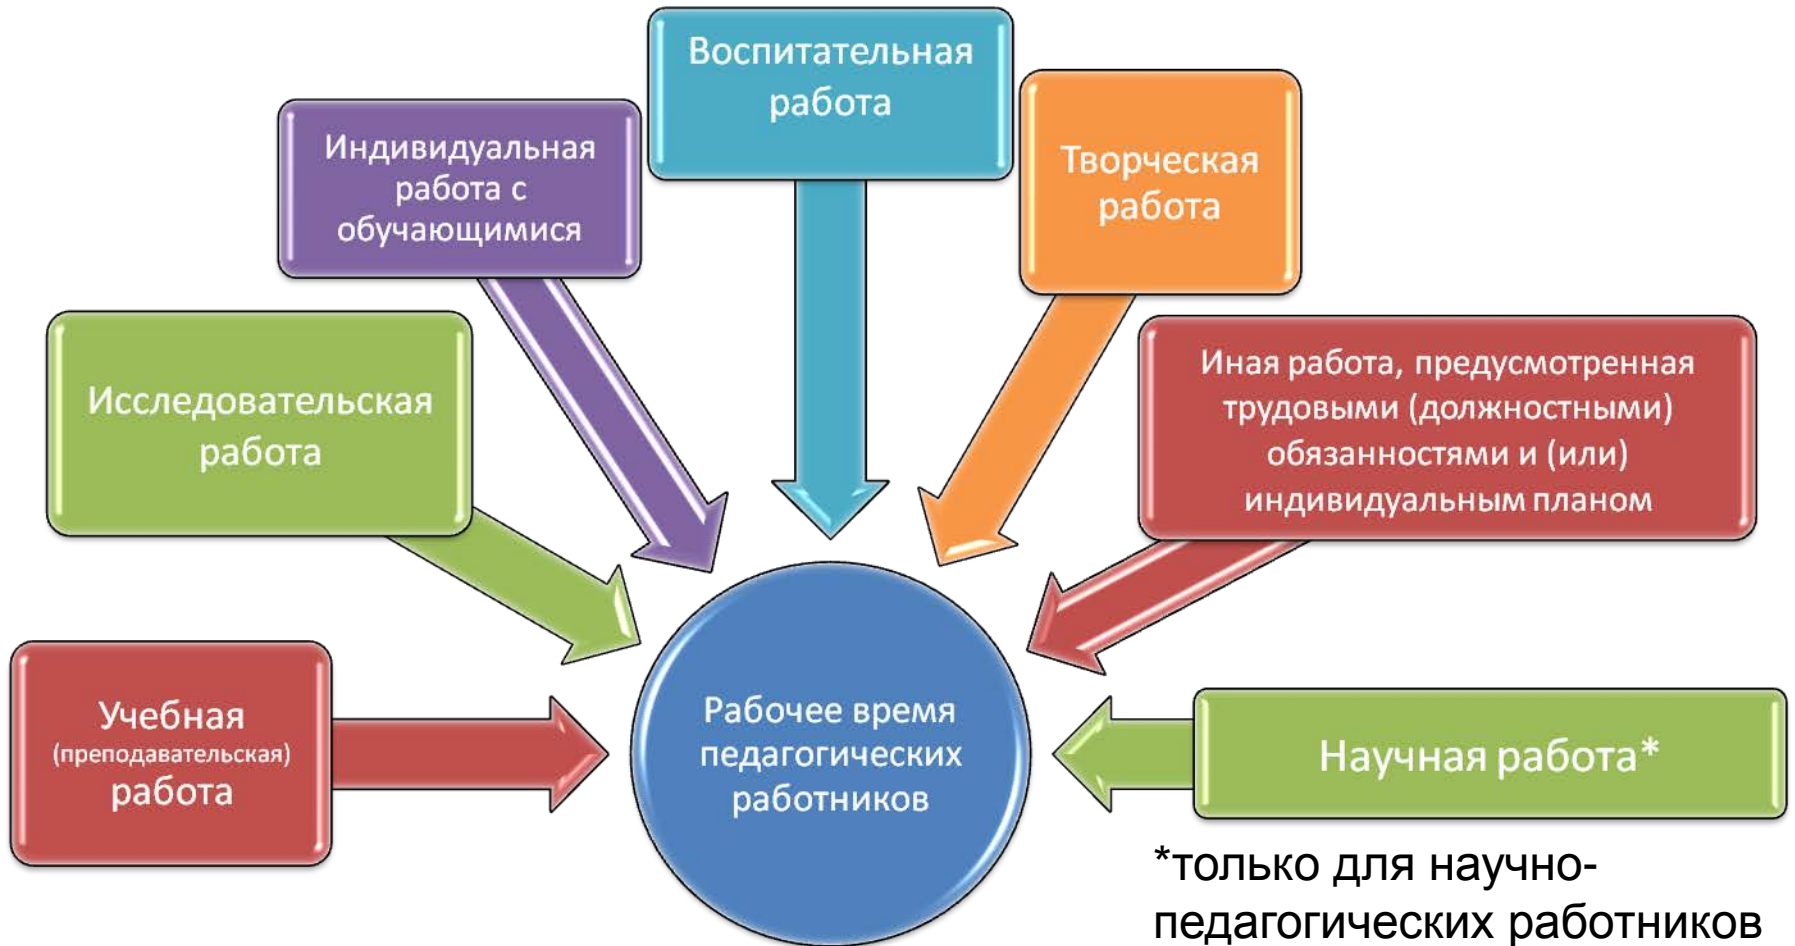 Воспитательная
работа
Индивидуальная
работа с
обучающимися
Творческая
работа
Исследовательская
работа
Иная работа, предусмотренная
трудовыми (должностными)
обязанностями и (или)
индивидуальным планом
Учебная
(преподавательская)
работа
Рабочее время
педагогических
работников
Научная работа*
*только для научно-
педагогических работников